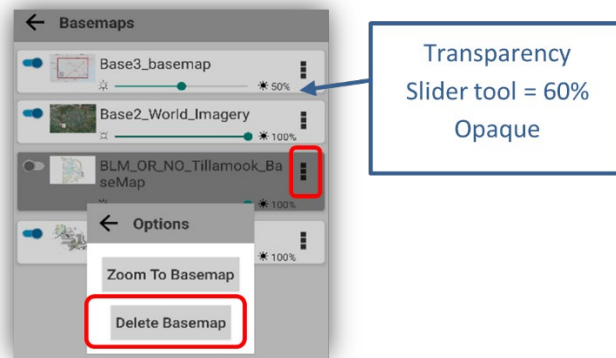 Basemaps
Base3_basemap
50%
Base2_World_Imagery
100%
BLM_OR_NO_Tillamook_Ba
seMap
100%
100%
Options
Zoom To Basemap
Delete Basemap
Transparency
Slider tool = 60%
Opaque